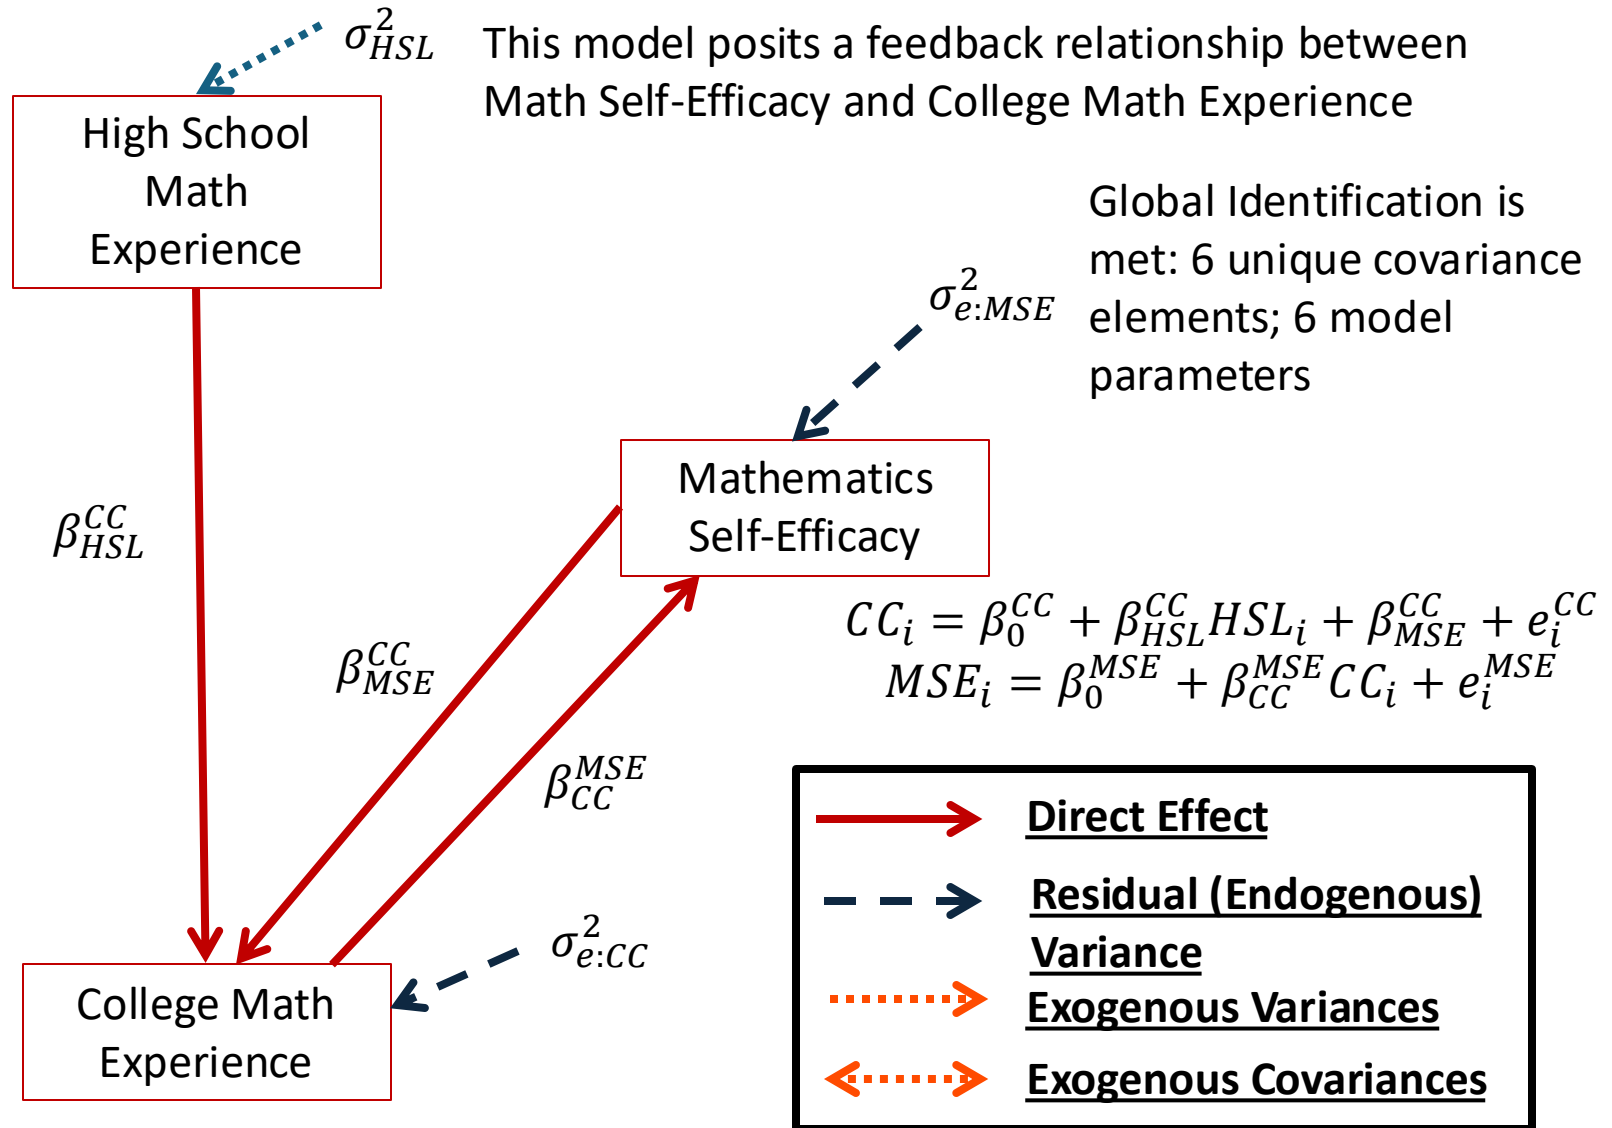 σ²_HSL
This model posits a feedback relationship between
Math Self-Efficacy and College Math Experience
High School
Math
Experience
Global Identification is
met: 6 unique covariance
elements; 6 model
parameters
σ²_e:MSE
Mathematics
Self-Efficacy
β^CC_HSL
CC_i = β^CC_0 + β^CC_HSL HSL_i + β^CC_MSE + e^CC_i
MSE_i = β^MSE_0 + β^MSE_CC CC_i + e^MSE_i
β^CC_MSE
β^MSE_CC
σ²_e:CC
College Math
Experience
Direct Effect
Residual (Endogenous)
Variance
Exogenous Variances
Exogenous Covariances